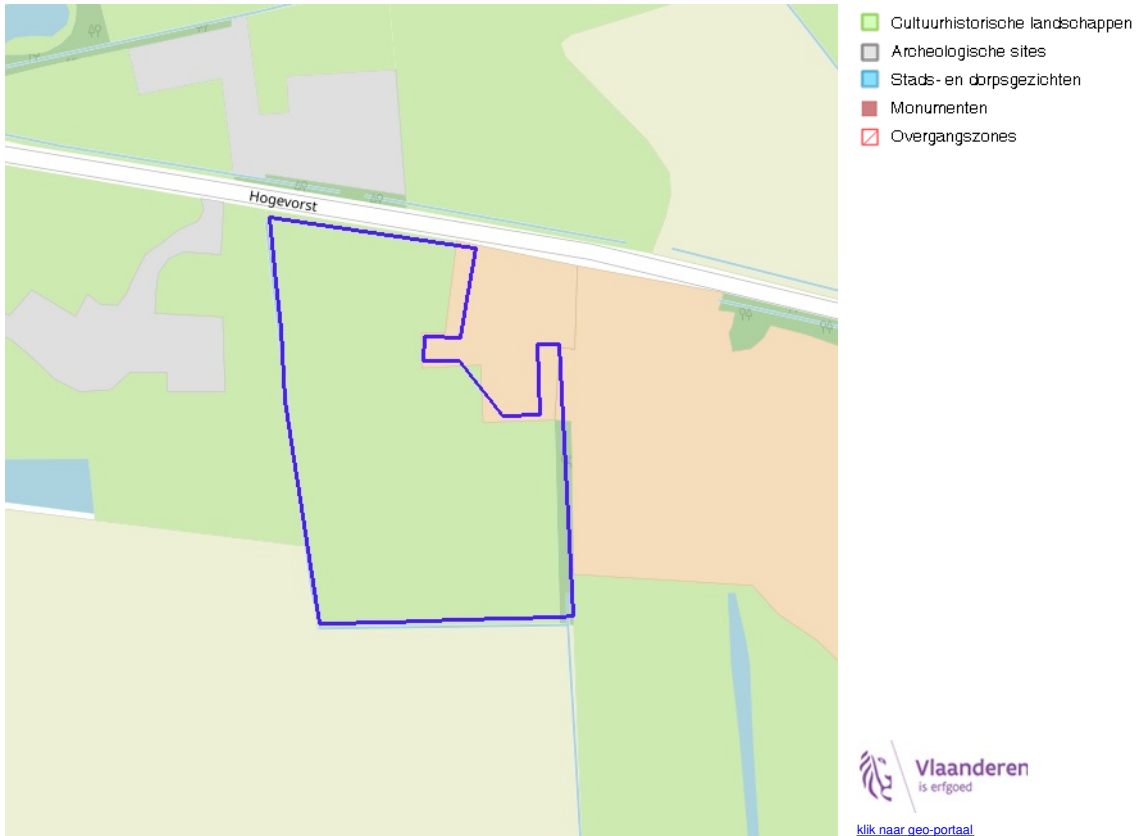 Hogevorst
Cultuurhistorische landschappen
Archeologische sites
Stads- en dorpsgezichten
Monumenten
Overgangszones
Vlaanderen
is erfgoed
klik naar geo-portaal